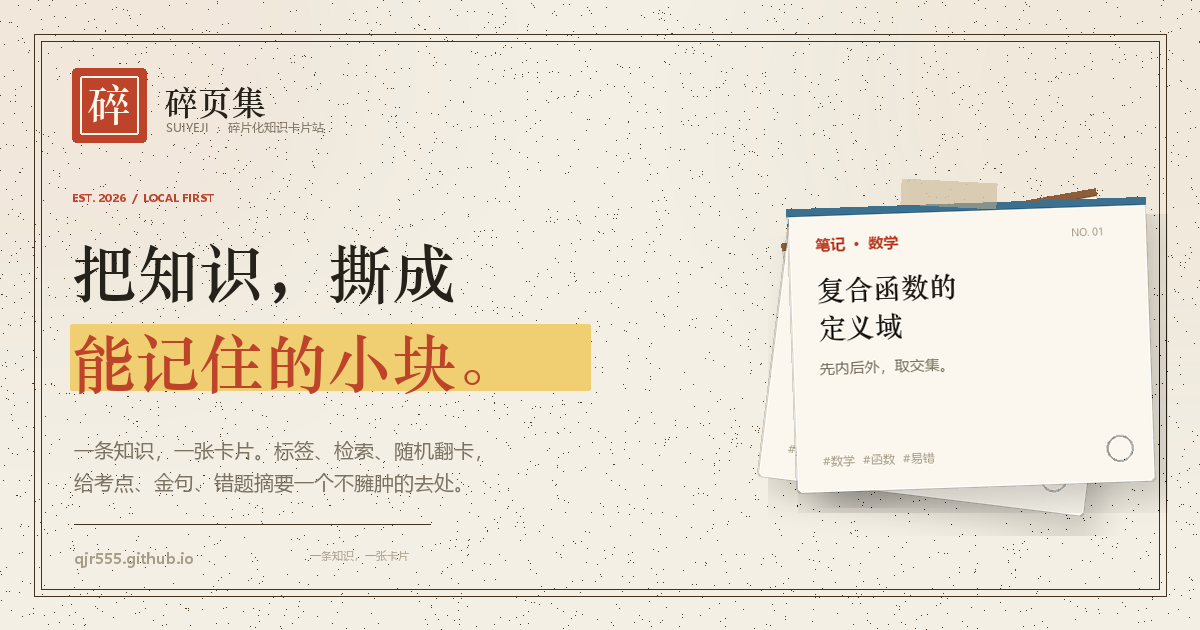 碎
碎页集
SUIYEJI · 碎片化知识卡片站
EST. 2026 / LOCAL FIRST
把知识，撕成
能记住的小块。
一条知识，一张卡片。标签、检索、随机翻卡，
给考点、金句、错题摘要一个不臃肿的去处。
qjr555.github.io
一条知识，一张卡片
笔记 · 数学
NO. 01
复合函数的
定义域
先内后外，取交集。
#数学 #函数 #易错
#